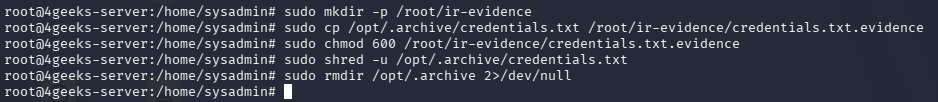 root@4geeks-server:/home/sysadmin# sudo mkdir -p /root/ir-evidence
root@4geeks-server:/home/sysadmin# sudo cp /opt/.archive/credentials.txt /root/ir-evidence/credentials.txt.evidence
root@4geeks-server:/home/sysadmin# sudo chmod 600 /root/ir-evidence/credentials.txt.evidence
root@4geeks-server:/home/sysadmin# sudo shred -u /opt/.archive/credentials.txt
root@4geeks-server:/home/sysadmin# sudo rmdir /opt/.archive 2>/dev/null
root@4geeks-server:/home/sysadmin#